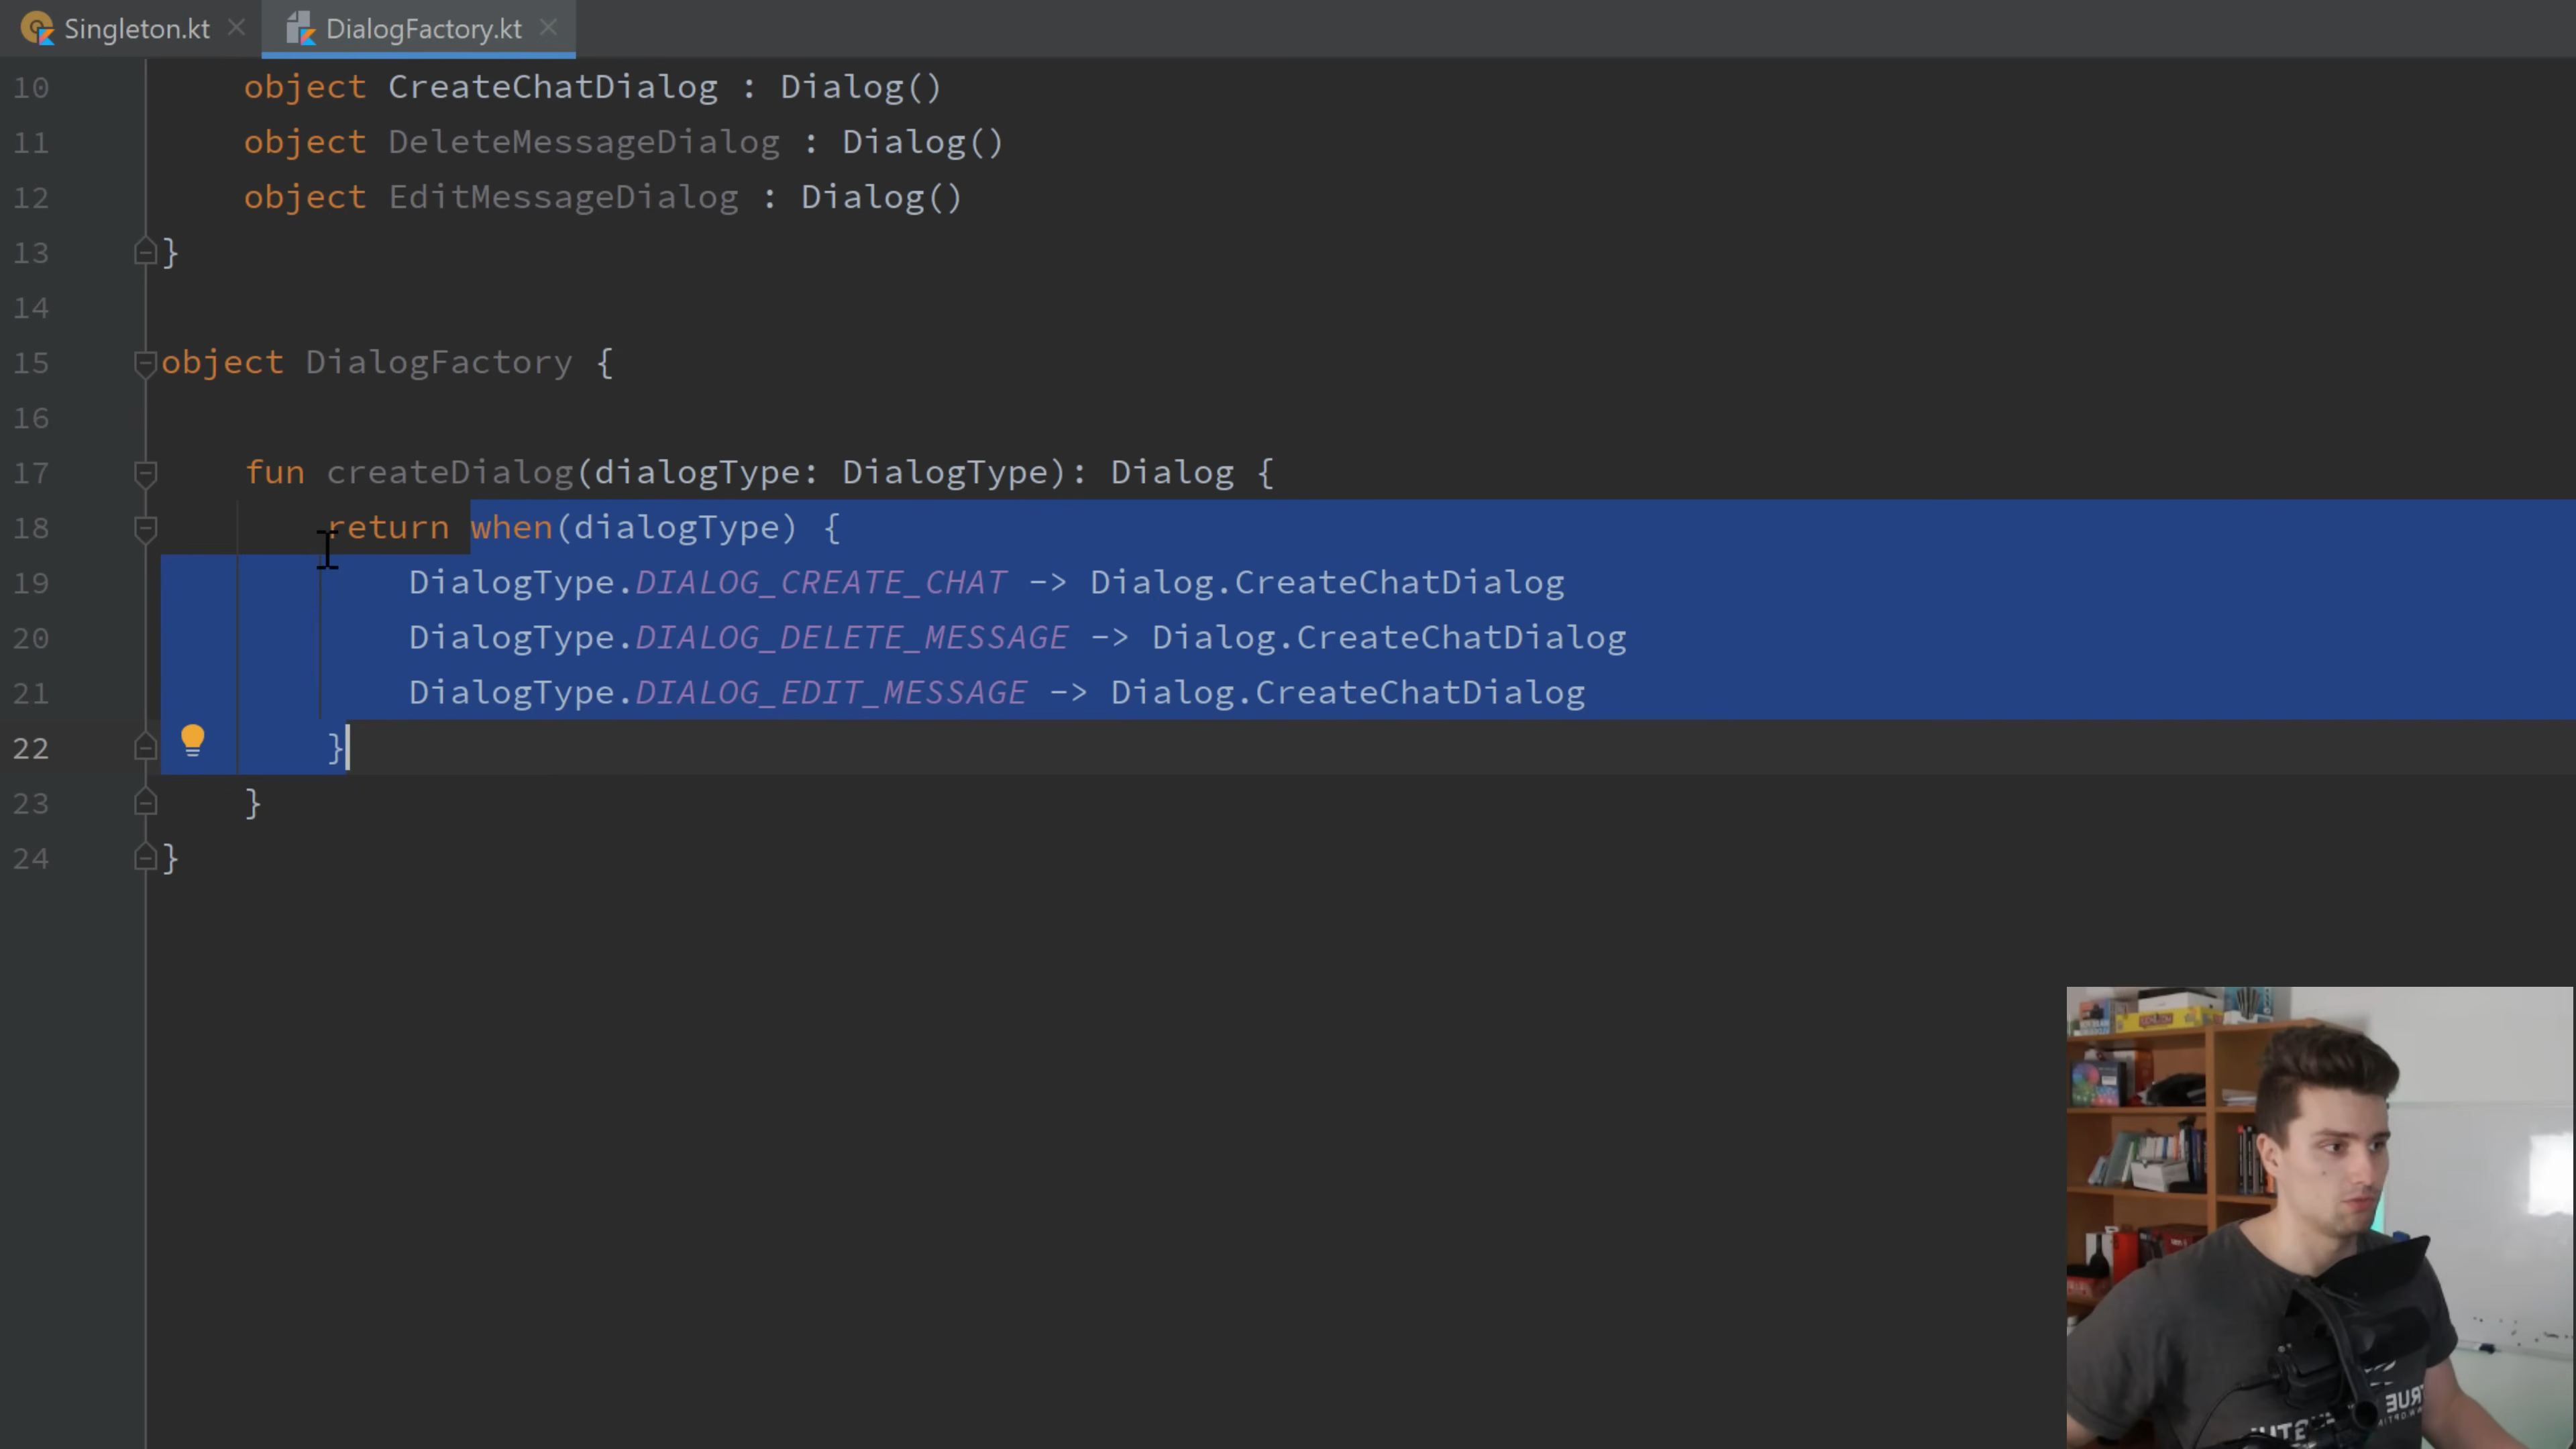 Singleton.kt
DialogFactory.kt
10 object CreateChatDialog : Dialog()
11 object DeleteMessageDialog : Dialog()
12 object EditMessageDialog : Dialog()
13 }
14
15 object DialogFactory {
16
17 fun createDialog(dialogType: DialogType): Dialog {
18 return when(dialogType) {
19 DialogType.DIALOG_CREATE_CHAT -> Dialog.CreateChatDialog
20 DialogType.DIALOG_DELETE_MESSAGE -> Dialog.CreateChatDialog
21 DialogType.DIALOG_EDIT_MESSAGE -> Dialog.CreateChatDialog
22 }
23 }
24 }